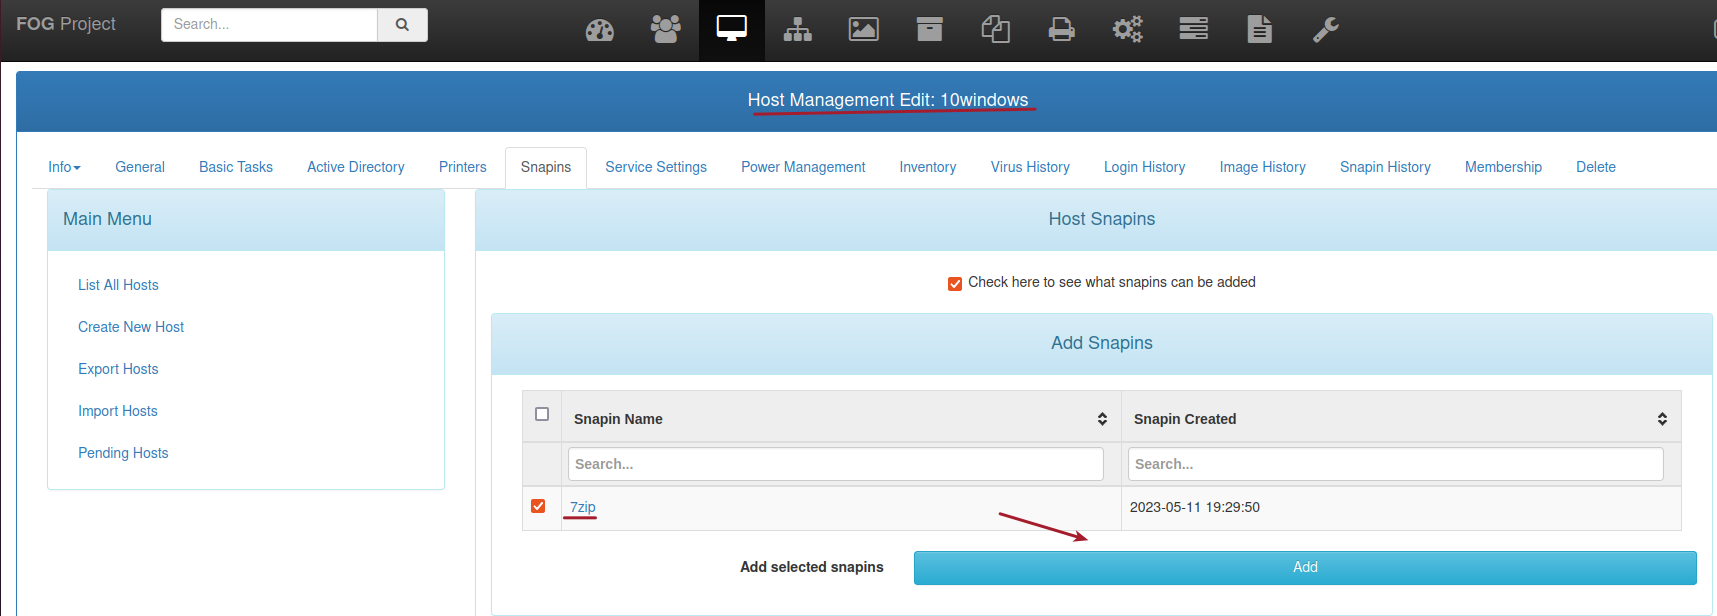 FOG Project
Search...
Host Management Edit: 10windows
Info General Basic Tasks Active Directory Printers Snapins Service Settings Power Management Inventory Virus History Login History Image History Snapin History Membership Delete
Main Menu
List All Hosts
Create New Host
Export Hosts
Import Hosts
Pending Hosts
Host Snapins
Check here to see what snapins can be added
Add Snapins
Snapin Name Snapin Created
Search... Search...
7zip 2023-05-11 19:29:50
Add selected snapins Add